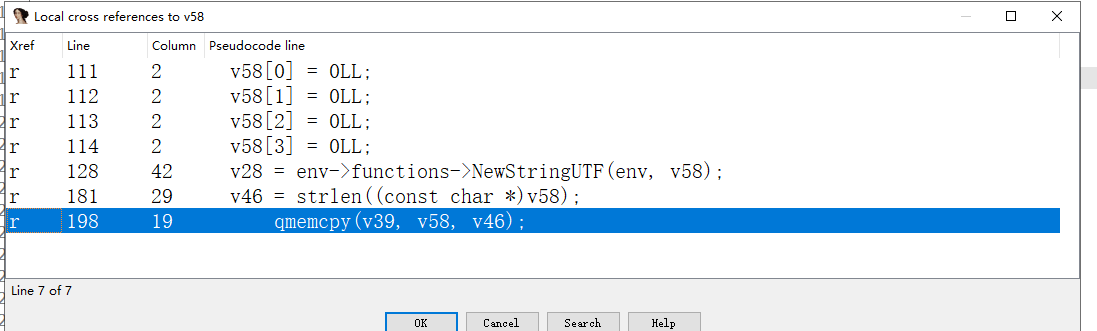 Local cross references to v58
Xref Line Column Pseudocode line
r 111 2 v58[0] = 0LL;
r 112 2 v58[1] = 0LL;
r 113 2 v58[2] = 0LL;
r 114 2 v58[3] = 0LL;
r 128 42 v28 = env->functions->NewStringUTF(env, v58);
r 181 29 v46 = strlen((const char *)v58);
r 198 19 qmemcpy(v39, v58, v46);
Line 7 of 7
OK Cancel Search Help